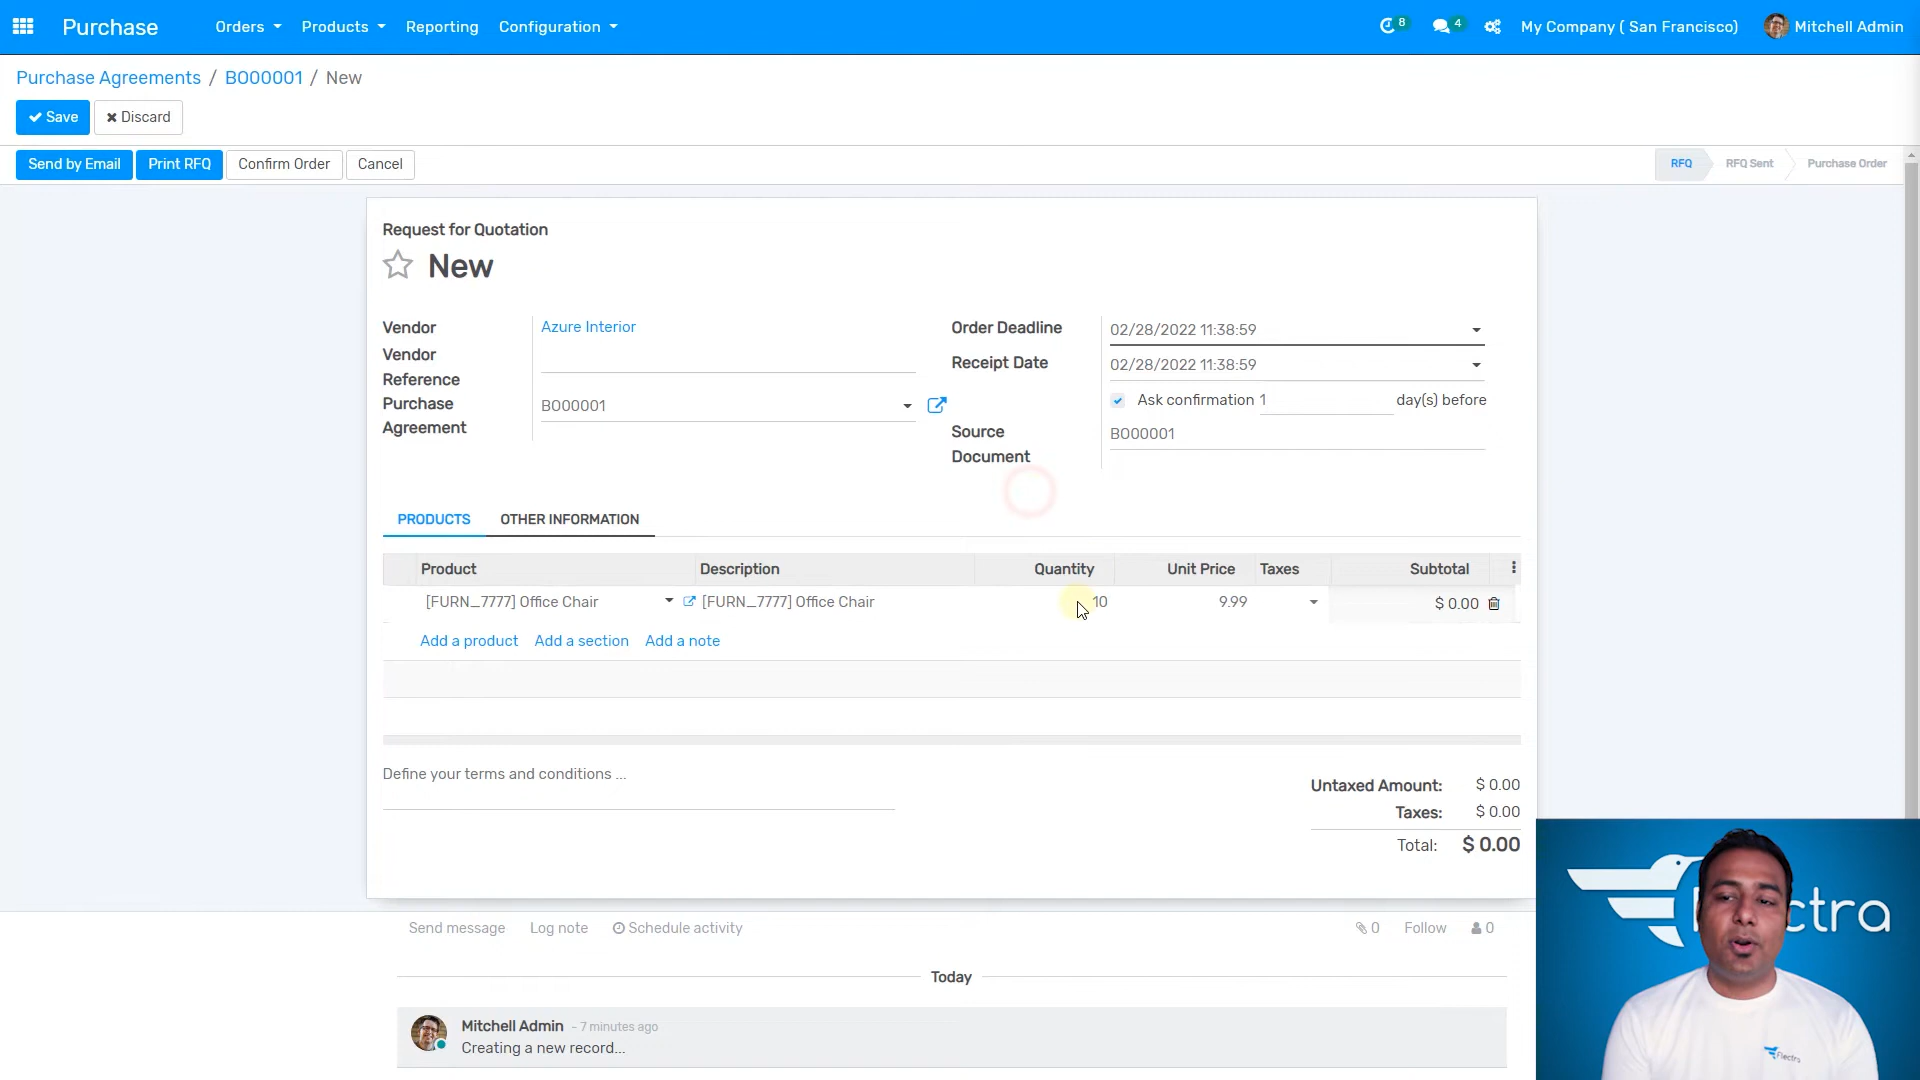 Purchase Orders Products Reporting Configuration 8 4 My Company ( San Francisco) Mitchell Admin
Purchase Agreements / BO00001 / New
Save Discard
Send by Email Print RFQ Confirm Order Cancel RFQ RFQ Sent Purchase Order
Request for Quotation
New
Vendor Azure Interior Order Deadline 02/28/2022 11:38:59
Vendor Reference Receipt Date 02/28/2022 11:38:59
Ask confirmation 1 day(s) before
Purchase Agreement BO00001 Source Document BO00001
PRODUCTS OTHER INFORMATION
Product Description Quantity Unit Price Taxes Subtotal
[FURN_7777] Office Chair [FURN_7777] Office Chair 10 9.99 $ 0.00
Add a product Add a section Add a note
Define your terms and conditions ...
Untaxed Amount: $ 0.00
Taxes: $ 0.00
Total: $ 0.00
Send message Log note Schedule activity 0 Follow 0
Today
Mitchell Admin - 7 minutes ago
Creating a new record...
Flectra